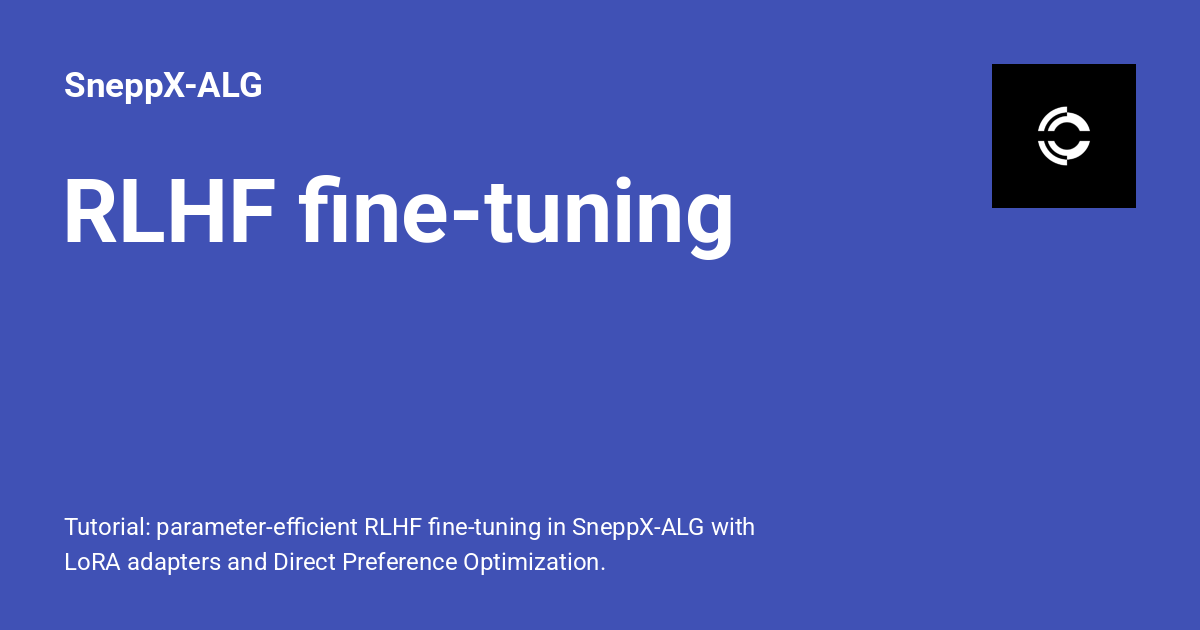 SneppX-ALG
RLHF fine-tuning
Tutorial: parameter-efficient RLHF fine-tuning in SneppX-ALG with
LoRA adapters and Direct Preference Optimization.